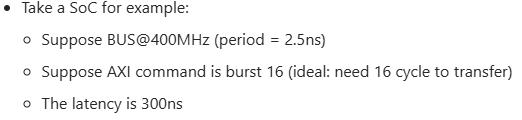 Take a SoC for example:
Suppose BUS@400MHz (period = 2.5ns)
Suppose AXI command is burst 16 (ideal: need 16 cycle to transfer)
The latency is 300ns